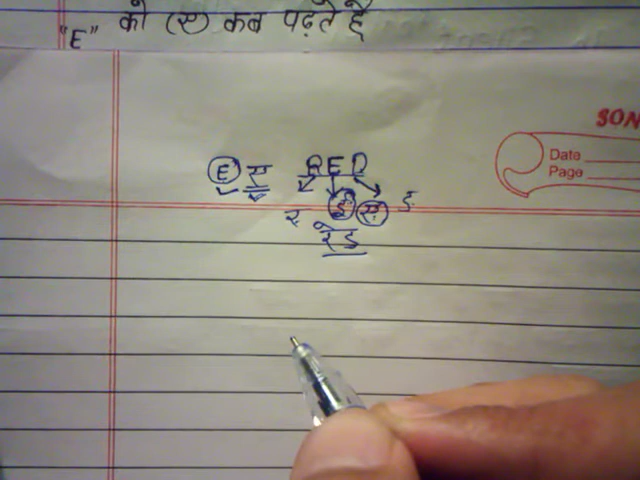 "E" को (ए) कब पढ़ते है
SON
Date
Page
E ए RED
र ई ए ड
रेड